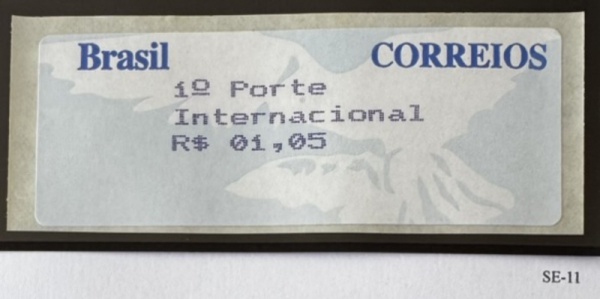 Brasil CORREIOS
1º Porte
Internacional
R$ 01,05
SE-11